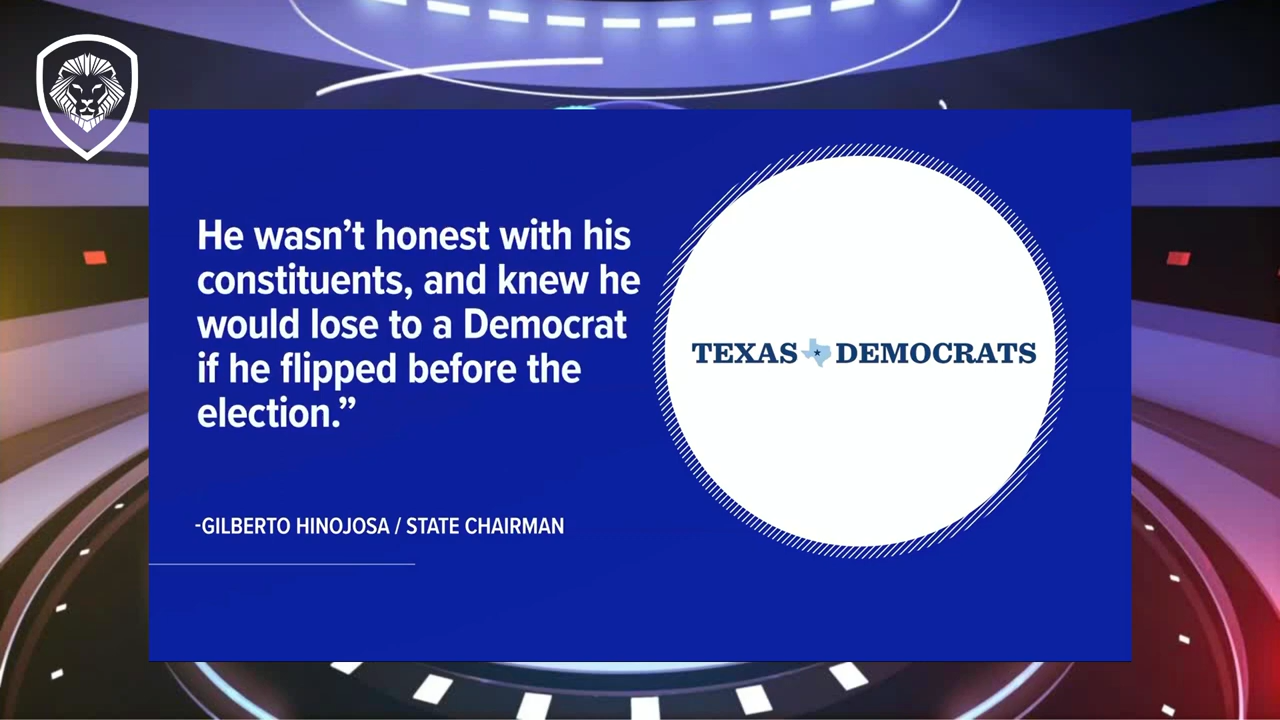 He wasn’t honest with his
constituents, and knew he
would lose to a Democrat
if he flipped before the
election.”
-GILBERTO HINOJOSA / STATE CHAIRMAN
TEXAS DEMOCRATS